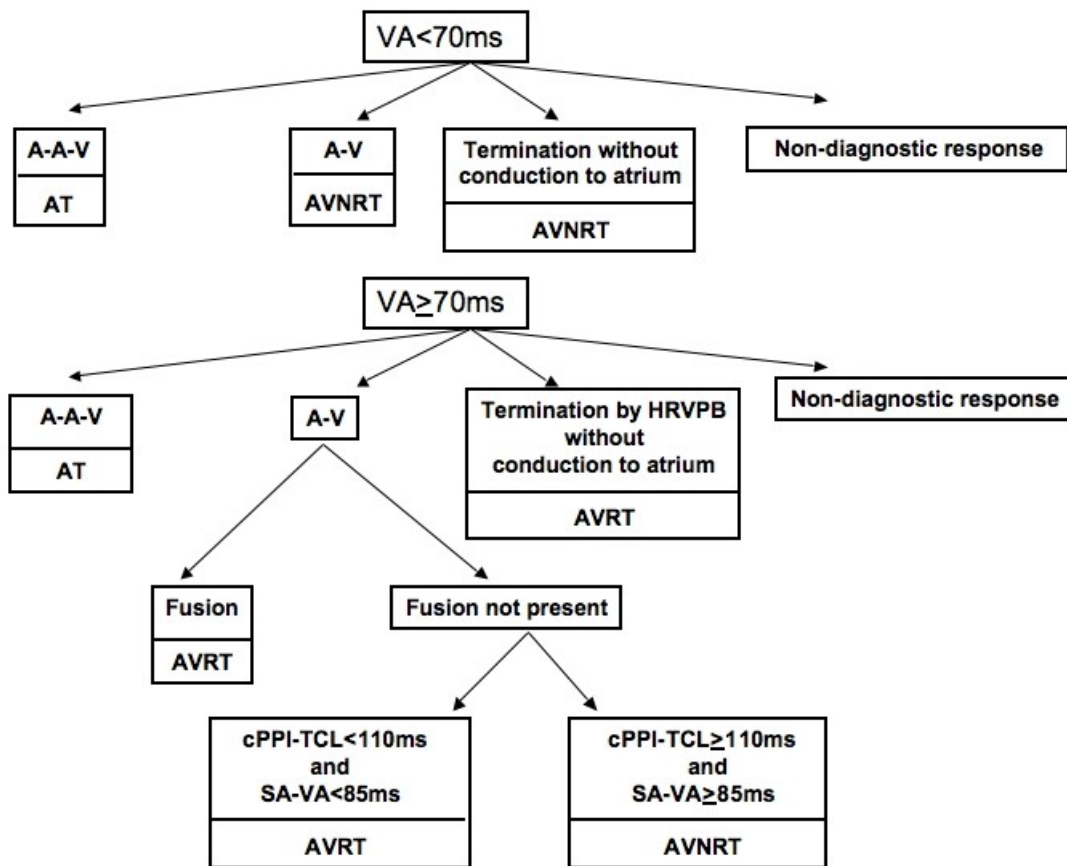 VA<70ms
A-A-V
AT
A-V
AVNRT
Termination without
conduction to atrium
AVNRT
Non-diagnostic response
VA≥70ms
A-A-V
AT
A-V
Termination by HRVPB
without
conduction to atrium
AVRT
Non-diagnostic response
Fusion
AVRT
Fusion not present
cPPI-TCL<110ms
and
SA-VA<85ms
AVRT
cPPI-TCL≥110ms
and
SA-VA≥85ms
AVNRT